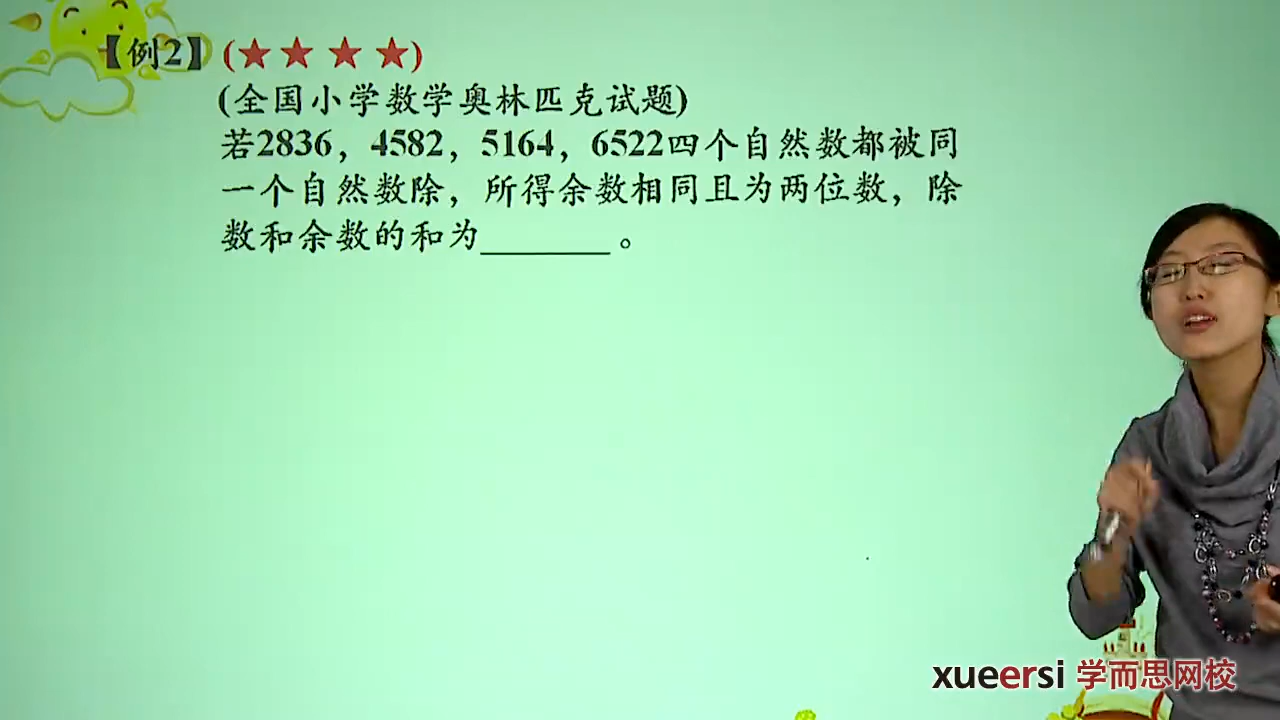 【例2】(★★★★)
(全国小学数学奥林匹克试题)
若2836，4582，5164，6522四个自然数都被同
一个自然数除，所得余数相同且为两位数，除
数和余数的和为_______。
xueersi 学而思网校